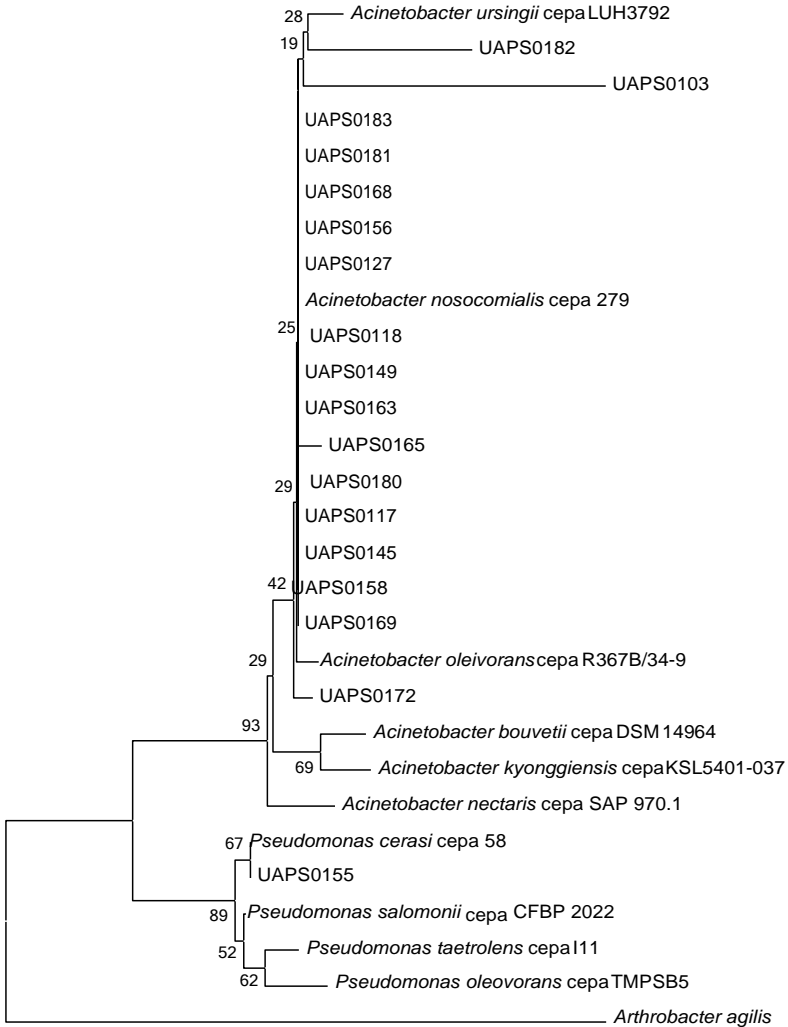 28
Acinetobacter ursingii cepa LUH3792
19
UAPS0182
UAPS0103
UAPS0183
UAPS0181
UAPS0168
UAPS0156
UAPS0127
Acinetobacter nosocomialis cepa 279
25
UAPS0118
UAPS0149
UAPS0163
UAPS0165
29
UAPS0180
UAPS0117
UAPS0145
42
UAPS0158
UAPS0169
29
Acinetobacter oleivorans cepa R367B/34-9
UAPS0172
93
Acinetobacter bouvetii cepa DSM 14964
69
Acinetobacter kyonggiensis cepa KSL5401-037
Acinetobacter nectaris cepa SAP 970.1
67
Pseudomonas cerasi cepa 58
UAPS0155
89
Pseudomonas salomonii cepa CFBP 2022
52
Pseudomonas taetrolens cepa I11
62
Pseudomonas oleovorans cepa TMPSB5
Arthrobacter agilis